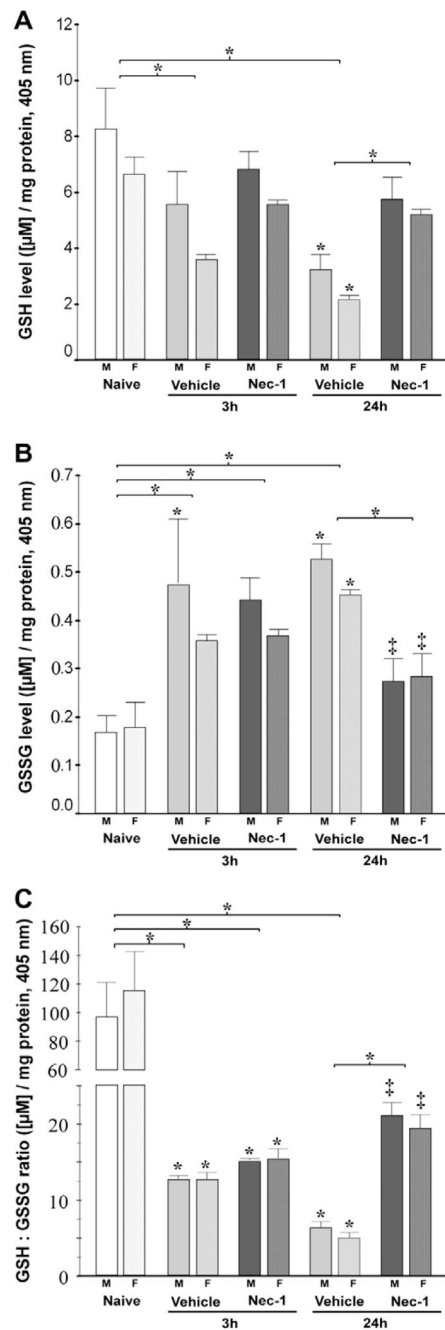 A
GSH level ([µM] / mg protein, 405 nm)
12
10
8
6
4
2
0
*
*
*
*
*
M F M F M F M F M F
Naive Vehicle Nec-1 Vehicle Nec-1
3h 24h
B
GSSG level ([µM] / mg protein, 405 nm)
0.7
0.6
0.5
0.4
0.3
0.2
0.1
0.0
*
*
*
*
*
*
*
‡ ‡
M F M F M F M F M F
Naive Vehicle Nec-1 Vehicle Nec-1
3h 24h
C
GSH : GSSG ratio ([µM] / mg protein, 405 nm)
160
140
120
100
80
60
20
10
0
*
*
*
*
‡ ‡
* * * *
* *
M F M F M F M F M F
Naive Vehicle Nec-1 Vehicle Nec-1
3h 24h